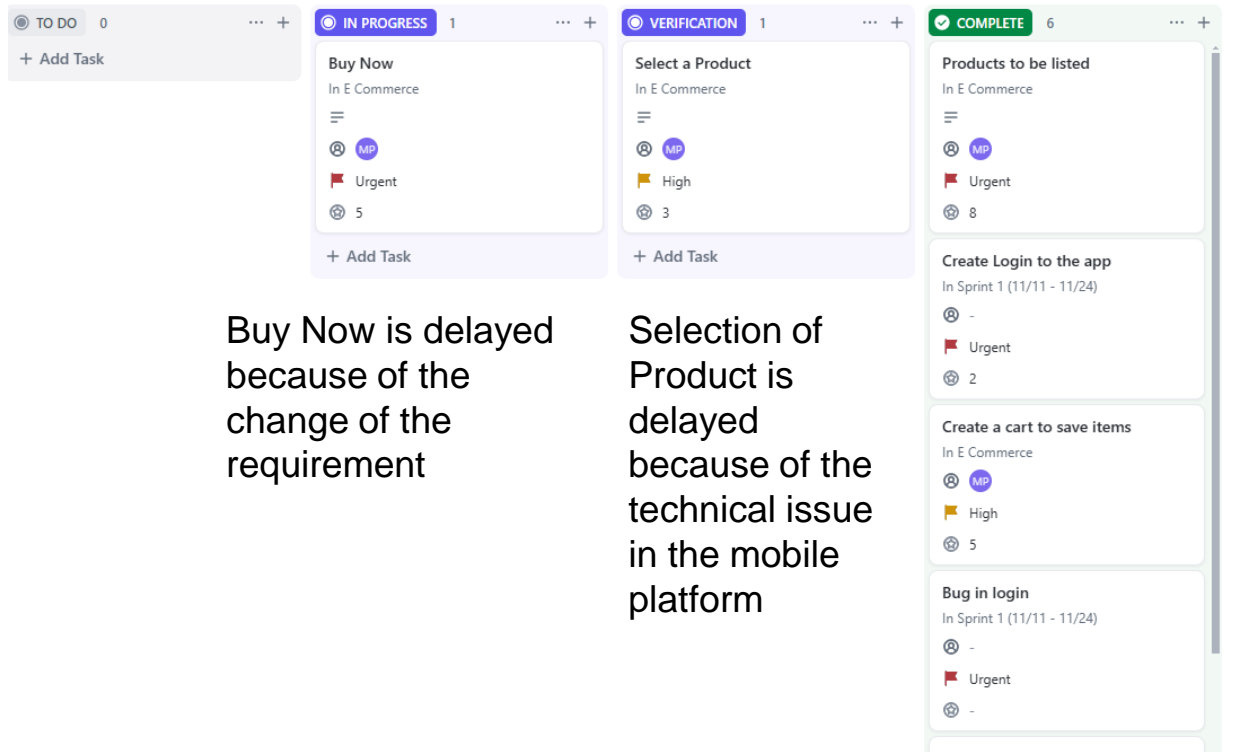 TO DO 0 ... +
+ Add Task
IN PROGRESS 1 ... +
Buy Now
In E Commerce
MP
Urgent
5
+ Add Task
Buy Now is delayed
because of the
change of the
requirement
VERIFICATION 1 ... +
Select a Product
In E Commerce
MP
High
3
+ Add Task
Selection of
Product is
delayed
because of the
technical issue
in the mobile
platform
COMPLETE 6 ... +
Products to be listed
In E Commerce
MP
Urgent
8
Create Login to the app
In Sprint 1 (11/11 - 11/24)
-
Urgent
2
Create a cart to save items
In E Commerce
MP
High
5
Bug in login
In Sprint 1 (11/11 - 11/24)
-
Urgent
-